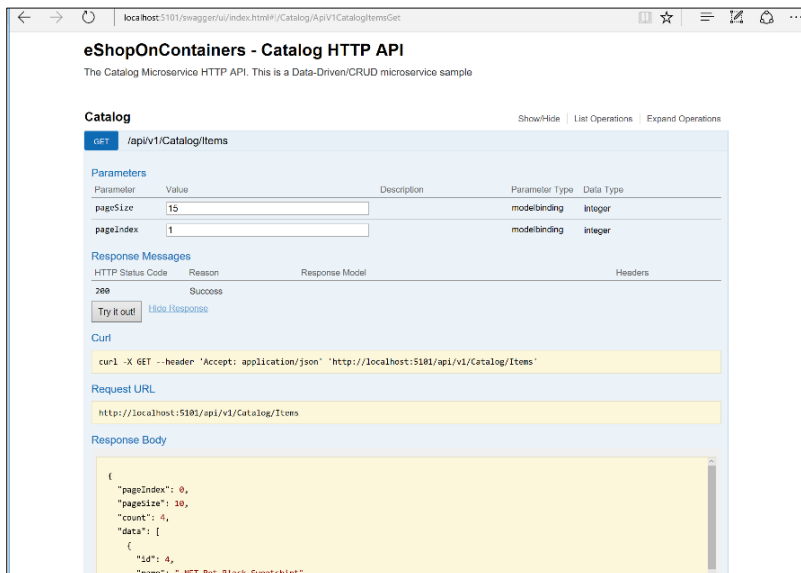 localhost:5101/swagger/ui/index.html#!/Catalog/ApiV1CatalogItemsGet
eShopOnContainers - Catalog HTTP API
The Catalog Microservice HTTP API. This is a Data-Driven/CRUD microservice sample
Catalog
Show/Hide List Operations Expand Operations
GET /api/v1/Catalog/Items
Parameters
Parameter Value Description Parameter Type Data Type
pageSize 15 modelbinding integer
pageIndex 1 modelbinding integer
Response Messages
HTTP Status Code Reason Response Model Headers
200 Success
Try it out! Hide Response
Curl
curl -X GET --header 'Accept: application/json' 'http://localhost:5101/api/v1/Catalog/Items'
Request URL
http://localhost:5101/api/v1/Catalog/Items
Response Body
{
"pageIndex": 0,
"pageSize": 10,
"count": 4,
"data": [
{
"id": 4,
"name": ".NET Bot Black Sweatshirt"